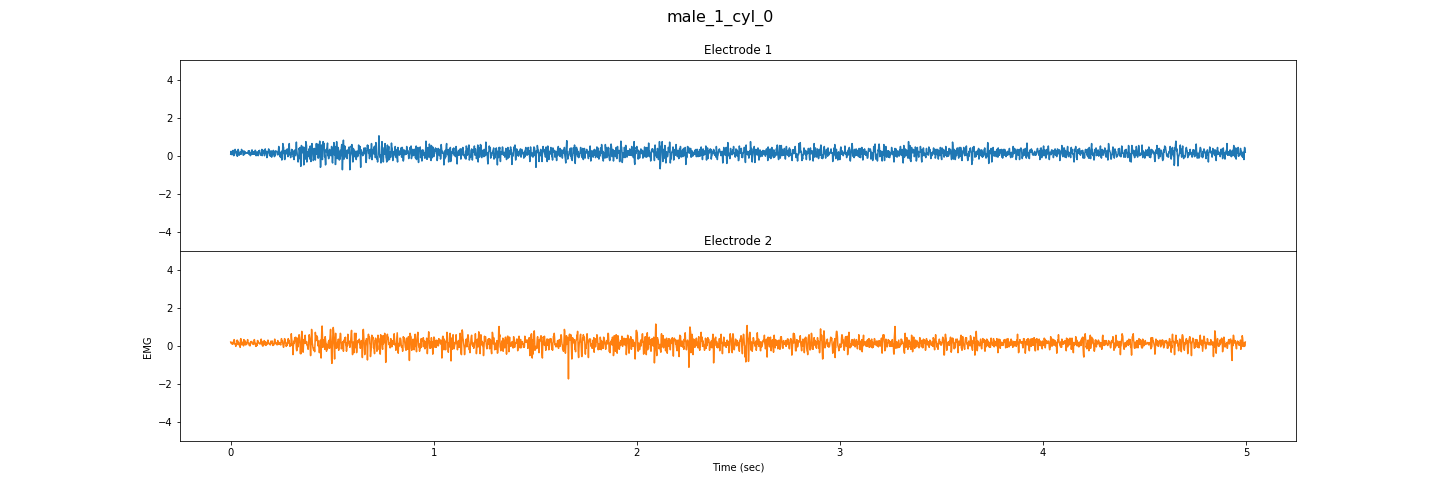 male_1_cyl_0
Electrode 1
4
2
0
−2
−4
Electrode 2
4
2
0
−2
−4
EMG
0 1 2 3 4 5
Time (sec)